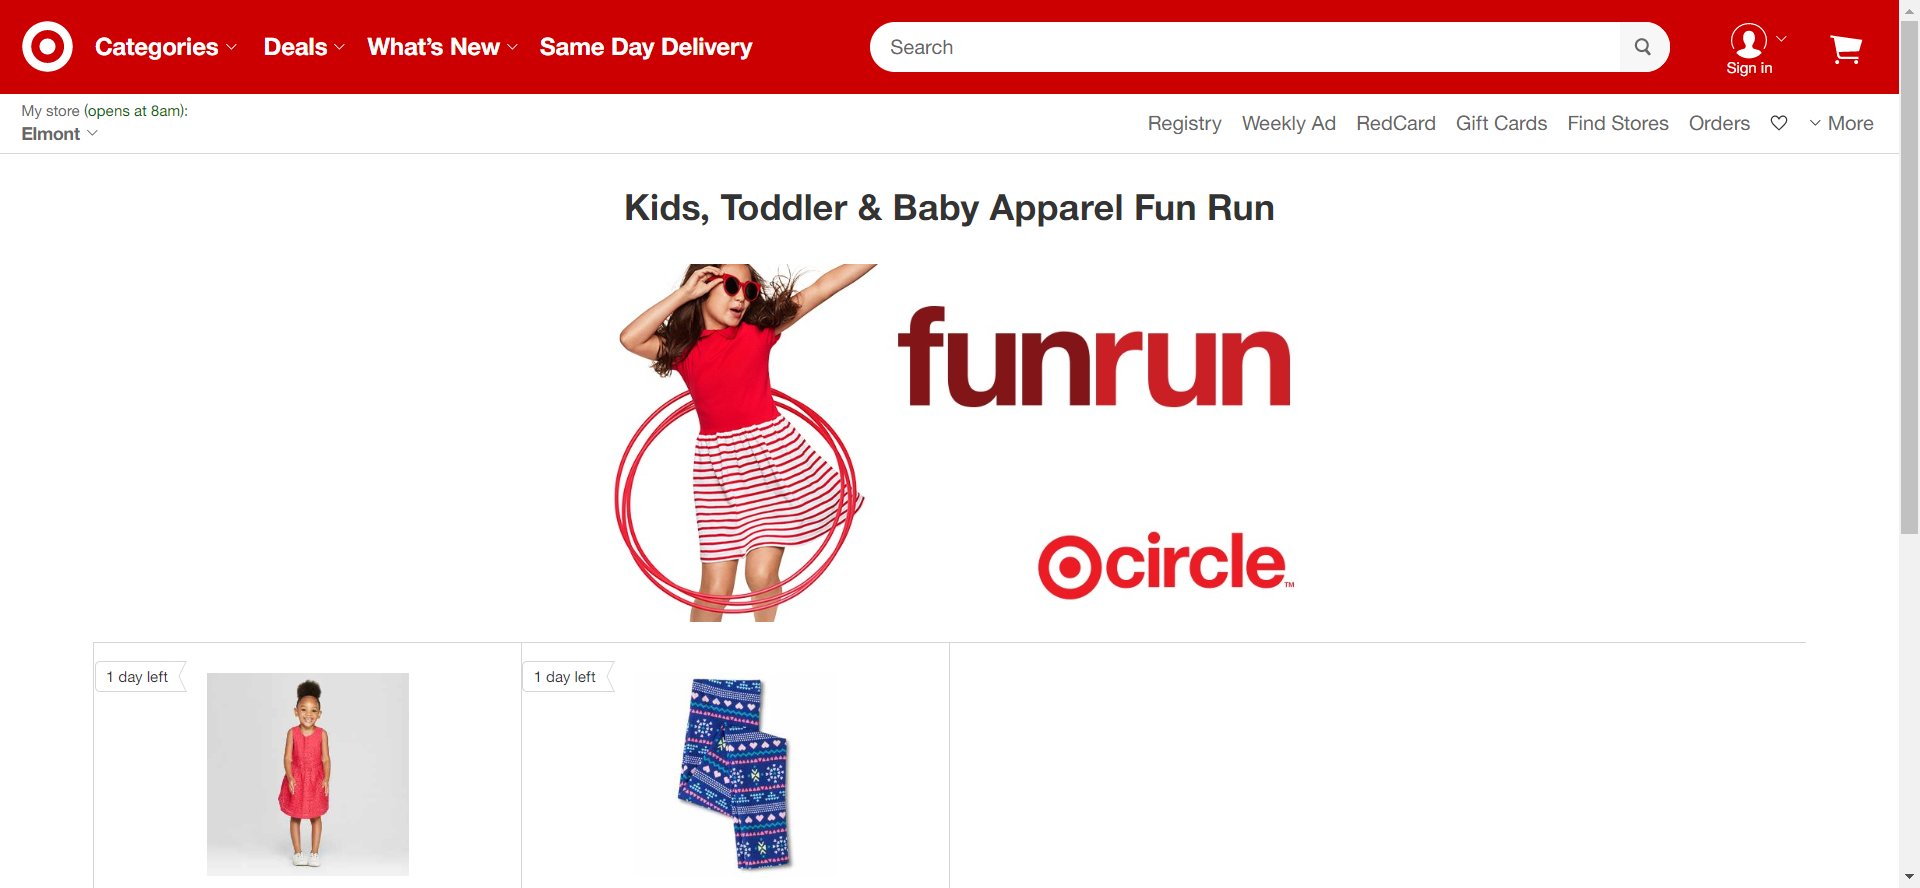 Categories
Deals
What's New
Same Day Delivery
Search
Sign in
My store (opens at 8am):
Elmont
Registry
Weekly Ad
RedCard
Gift Cards
Find Stores
Orders
More
Kids, Toddler & Baby Apparel Fun Run
funrun
circle™
1 day left
1 day left